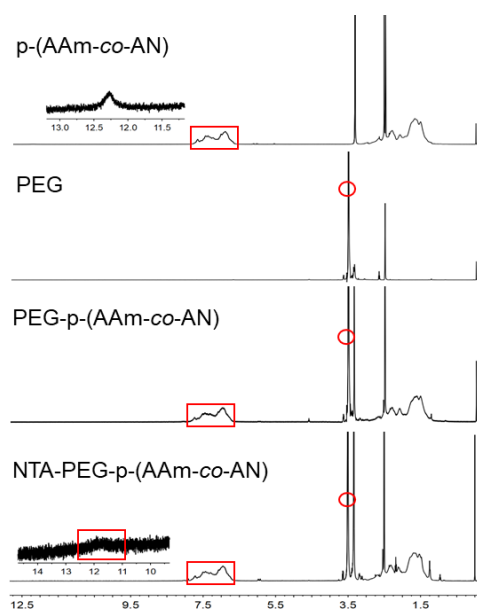 p-(AAm-co-AN)
13.0 12.5 12.0 11.5
PEG
PEG-p-(AAm-co-AN)
NTA-PEG-p-(AAm-co-AN)
14 13 12 11 10
12.5 9.5 7.5 5.5 3.5 1.5